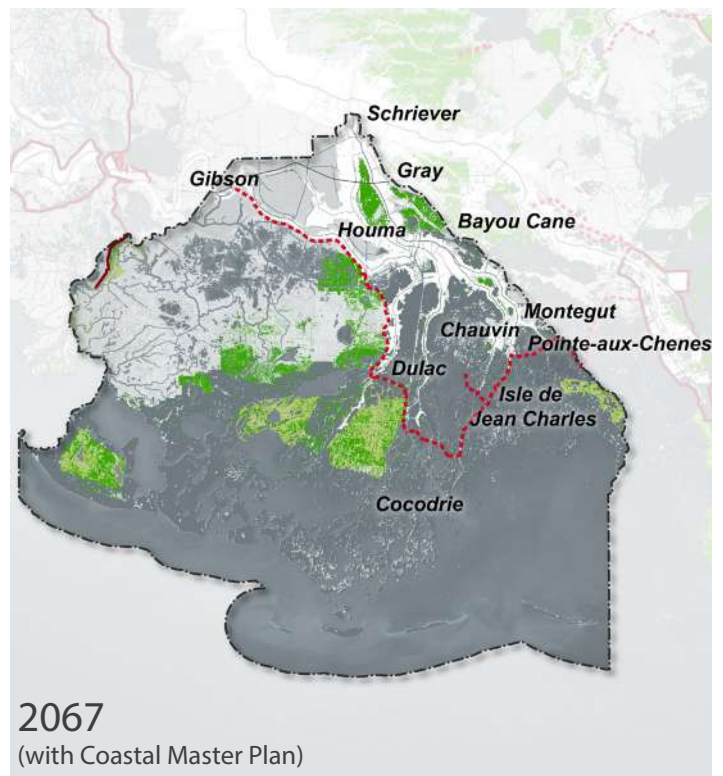 Schriever
Gray
Gibson
Bayou Cane
Houma
Montegut
Chauvin
Pointe-aux-Chenes
Dulac
Isle de
Jean Charles
Cocodrie
2067
(with Coastal Master Plan)